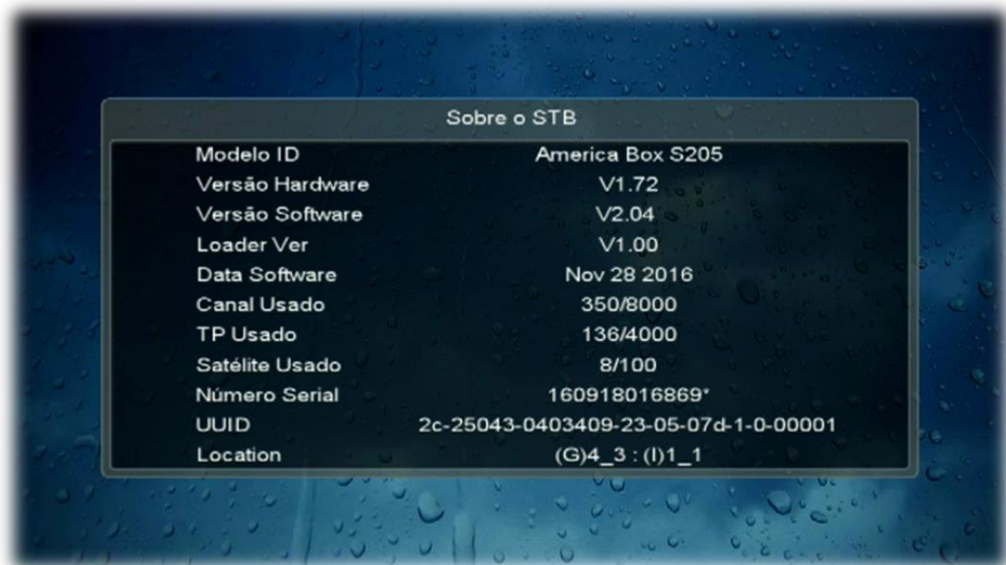 Sobre o STB
Modelo ID America Box S205
Versão Hardware V1.72
Versão Software V2.04
Loader Ver V1.00
Data Software Nov 28 2016
Canal Usado 350/8000
TP Usado 136/4000
Satélite Usado 8/100
Número Serial 160918016869*
UUID 2c-25043-0403409-23-05-07d-1-0-00001
Location (G)4_3 : (I)1_1